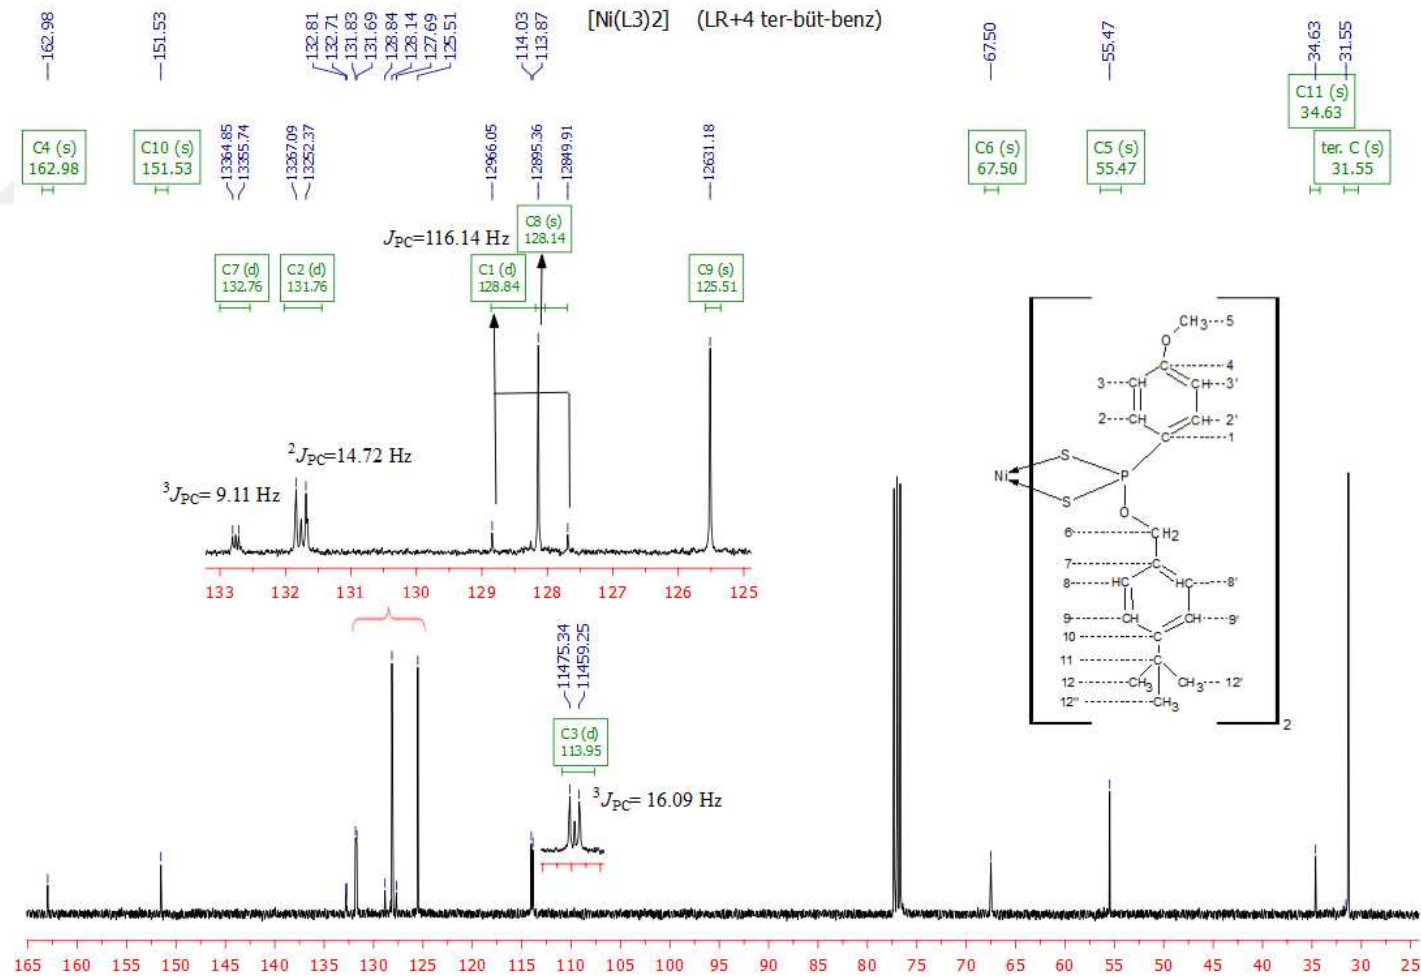 [Ni(L3)2] (LR+4 ter-büt-benz)
162.98
151.53
132.81
132.71
131.83
131.69
128.84
128.14
127.69
125.51
114.03
113.87
67.50
55.47
34.63
31.55
C4 (s)
162.98
C10 (s)
151.53
13364.85
13355.74
13267.09
13252.37
12966.05
12895.36
12849.91
12631.18
C6 (s)
67.50
C5 (s)
55.47
C11 (s)
34.63
ter. C (s)
31.55
JPC=116.14 Hz
C8 (s)
128.14
C7 (d)
132.76
C2 (d)
131.76
C1 (d)
128.84
C9 (s)
125.51
2JPC=14.72 Hz
3JPC= 9.11 Hz
133 132 131 130 129 128 127 126 125
CH3 5
O
C 4
3 CH CH 3'
2 CH CH 2'
C 1
S
Ni P
S
O
6 CH2
7 C
8 HC HC 8'
9 CH CH 9'
10 C
11 C
12 CH3 CH3 12'
12'' CH3
2
11475.34
11459.25
C3 (d)
113.95
3JPC= 16.09 Hz
165 160 155 150 145 140 135 130 125 120 115 110 105 100 95 90 85 80 75 70 65 60 55 50 45 40 35 30 25